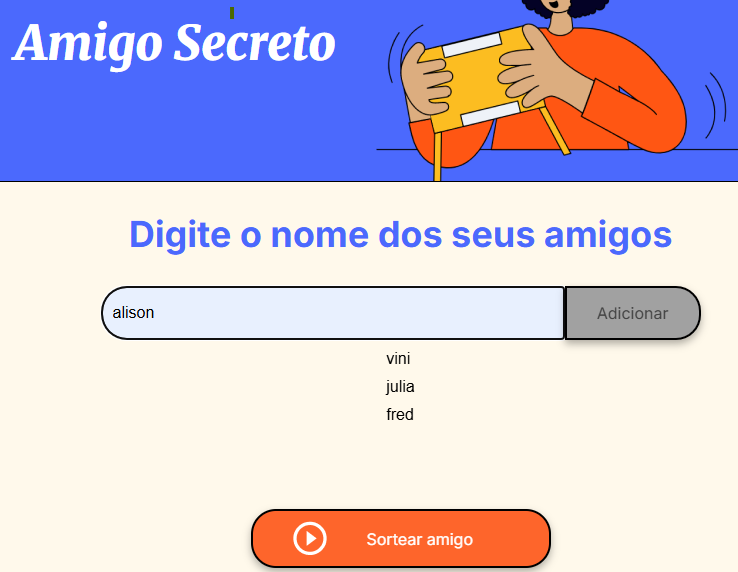 Amigo Secreto
Digite o nome dos seus amigos
alison
Adicionar
vini
julia
fred
Sortear amigo